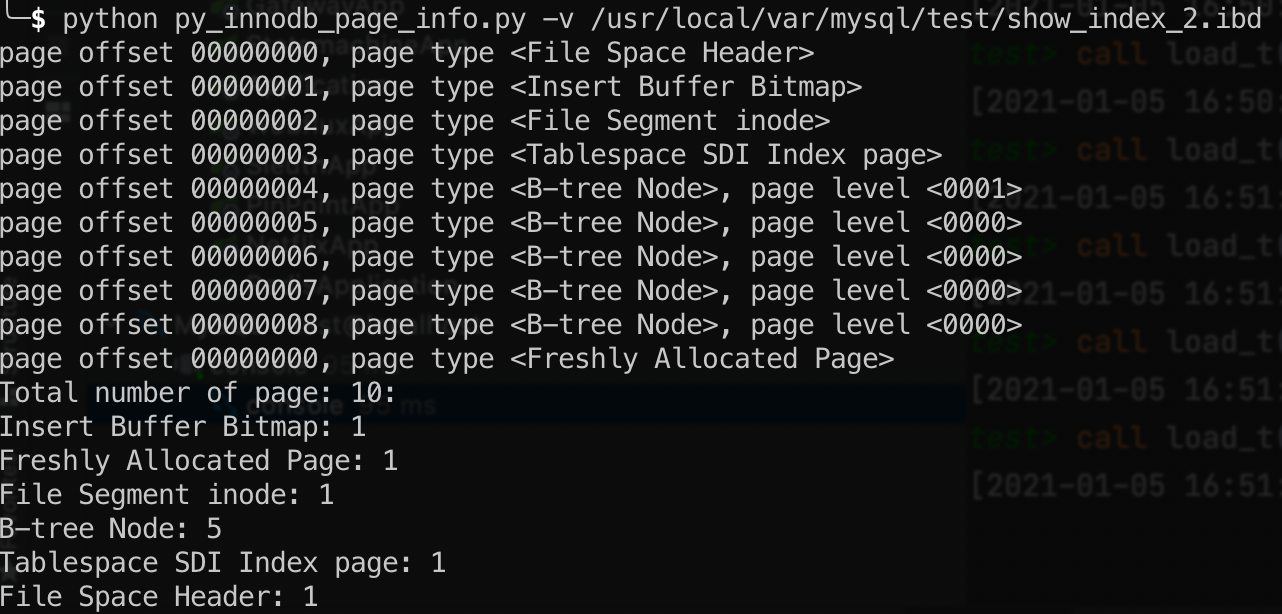 $ python py_innodb_page_info.py -v /usr/local/var/mysql/test/show_index_2.ibd
page offset 00000000, page type <File Space Header>
page offset 00000001, page type <Insert Buffer Bitmap>
page offset 00000002, page type <File Segment inode>
page offset 00000003, page type <Tablespace SDI Index page>
page offset 00000004, page type <B-tree Node>, page level <0001>
page offset 00000005, page type <B-tree Node>, page level <0000>
page offset 00000006, page type <B-tree Node>, page level <0000>
page offset 00000007, page type <B-tree Node>, page level <0000>
page offset 00000008, page type <B-tree Node>, page level <0000>
page offset 00000000, page type <Freshly Allocated Page>
Total number of page: 10:
Insert Buffer Bitmap: 1
Freshly Allocated Page: 1
File Segment inode: 1
B-tree Node: 5
Tablespace SDI Index page: 1
File Space Header: 1
test> call load_t
[2021-01-05 16:50
test> call load_t
[2021-01-05 16:51
test> call load_t
[2021-01-05 16:51
test> call load_t
[2021-01-05 16:51
test> call load_t
[2021-01-05 16:51
console
ms